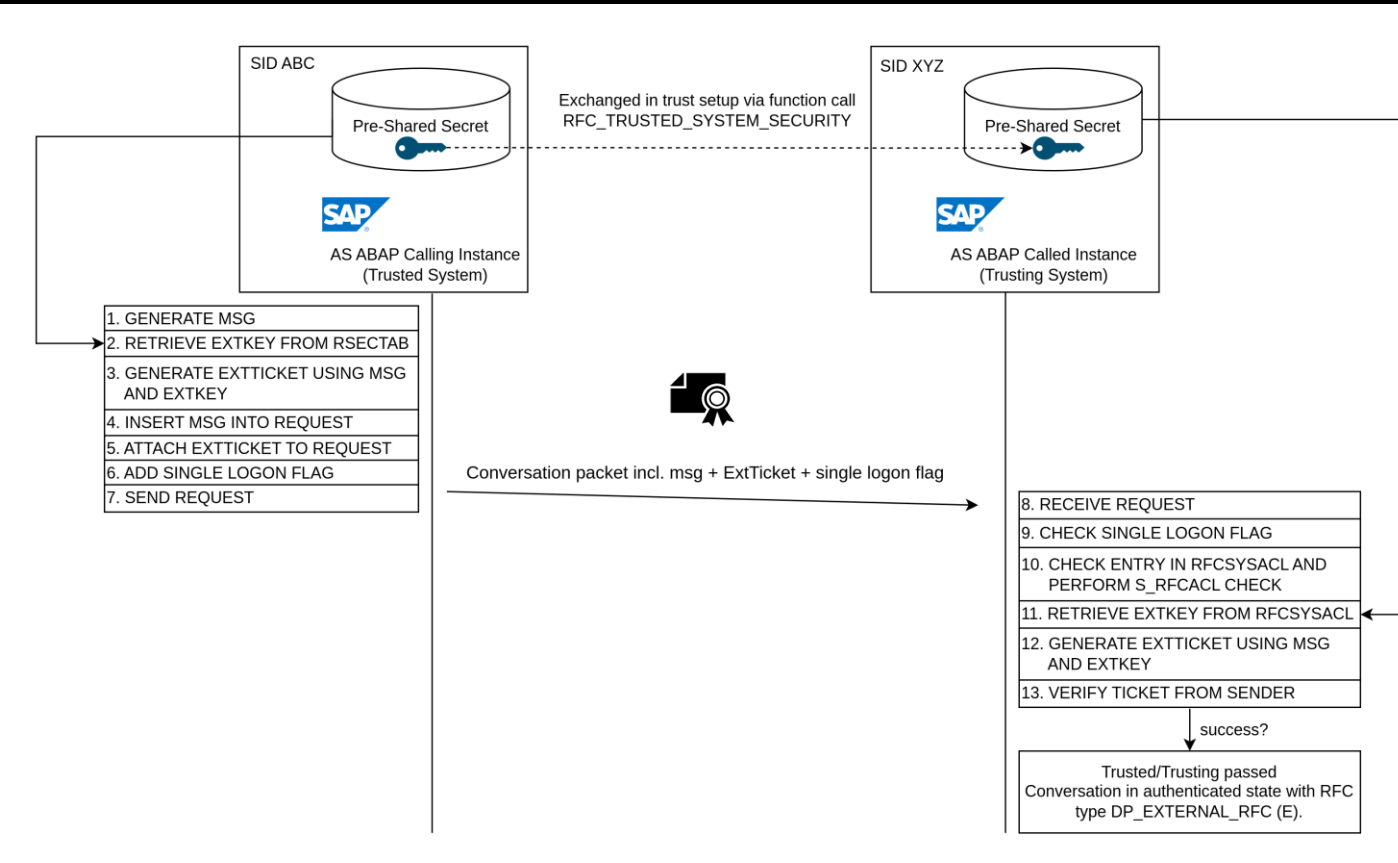 SID ABC
Pre-Shared Secret
SAP
AS ABAP Calling Instance
(Trusted System)
Exchanged in trust setup via function call
RFC_TRUSTED_SYSTEM_SECURITY
SID XYZ
Pre-Shared Secret
SAP
AS ABAP Called Instance
(Trusting System)
1. GENERATE MSG
2. RETRIEVE EXTKEY FROM RSECTAB
3. GENERATE EXTTICKET USING MSG
AND EXTKEY
4. INSERT MSG INTO REQUEST
5. ATTACH EXTTICKET TO REQUEST
6. ADD SINGLE LOGON FLAG
7. SEND REQUEST
Conversation packet incl. msg + ExtTicket + single logon flag
8. RECEIVE REQUEST
9. CHECK SINGLE LOGON FLAG
10. CHECK ENTRY IN RFCSYSACL AND
PERFORM S_RFCACL CHECK
11. RETRIEVE EXTKEY FROM RFCSYSACL
12. GENERATE EXTTICKET USING MSG
AND EXTKEY
13. VERIFY TICKET FROM SENDER
success?
Trusted/Trusting passed
Conversation in authenticated state with RFC
type DP_EXTERNAL_RFC (E).